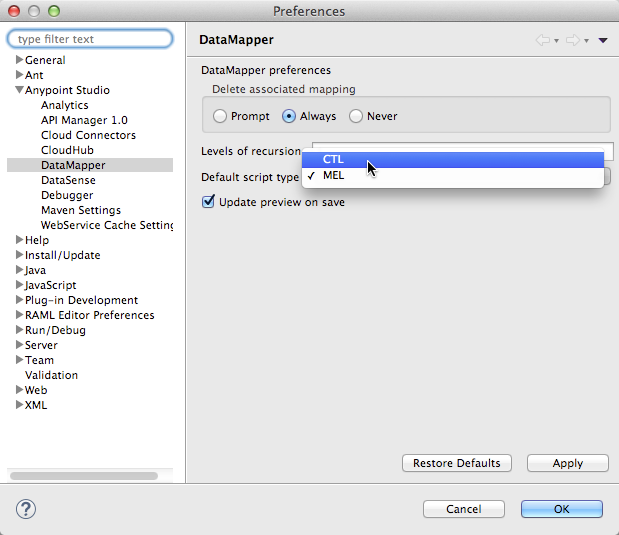 Preferences
type filter text
General
Ant
Anypoint Studio
Analytics
API Manager 1.0
Cloud Connectors
CloudHub
DataMapper
DataSense
Debugger
Maven Settings
WebService Cache Setting
Help
Install/Update
Java
JavaScript
Plug-in Development
RAML Editor Preferences
Run/Debug
Server
Team
Validation
Web
XML
DataMapper
DataMapper preferences
Delete associated mapping
Prompt Always Never
Levels of recursion
CTL
Default script type
MEL
Update preview on save
Restore Defaults Apply
? Cancel OK